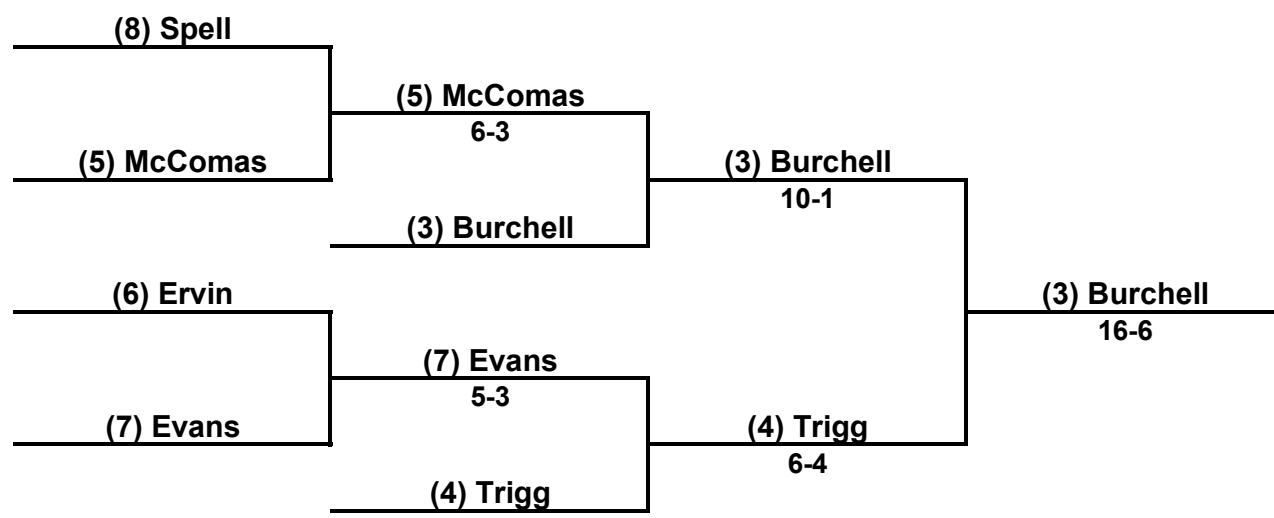 (8) Spell
(5) McComas
6-3
(5) McComas
(3) Burchell
10-1
(3) Burchell
(6) Ervin
(3) Burchell
16-6
(7) Evans
5-3
(7) Evans
(4) Trigg
6-4
(4) Trigg